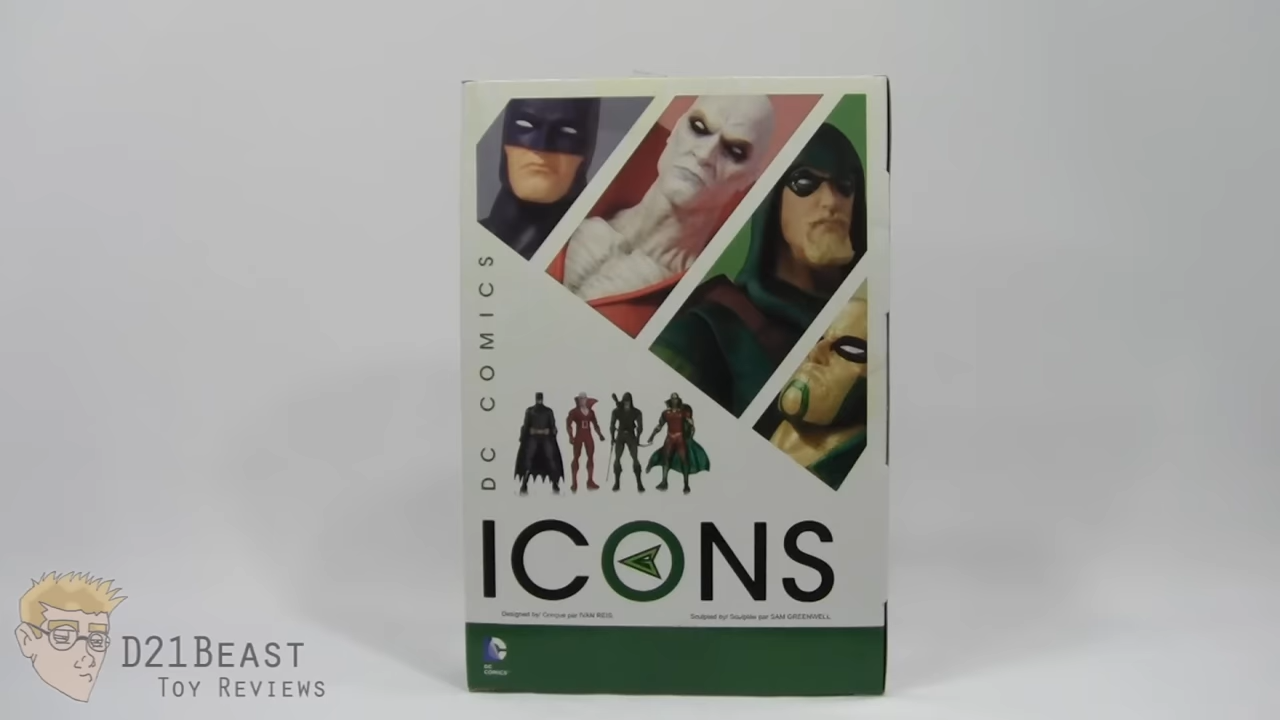 DC COMICS
ICONS
Designed by/ Conçue par IVAN REIS
Sculpted by/ Sculptée par SAM GREENWELL
DC
COMICS
D21BEAST
TOY REVIEWS